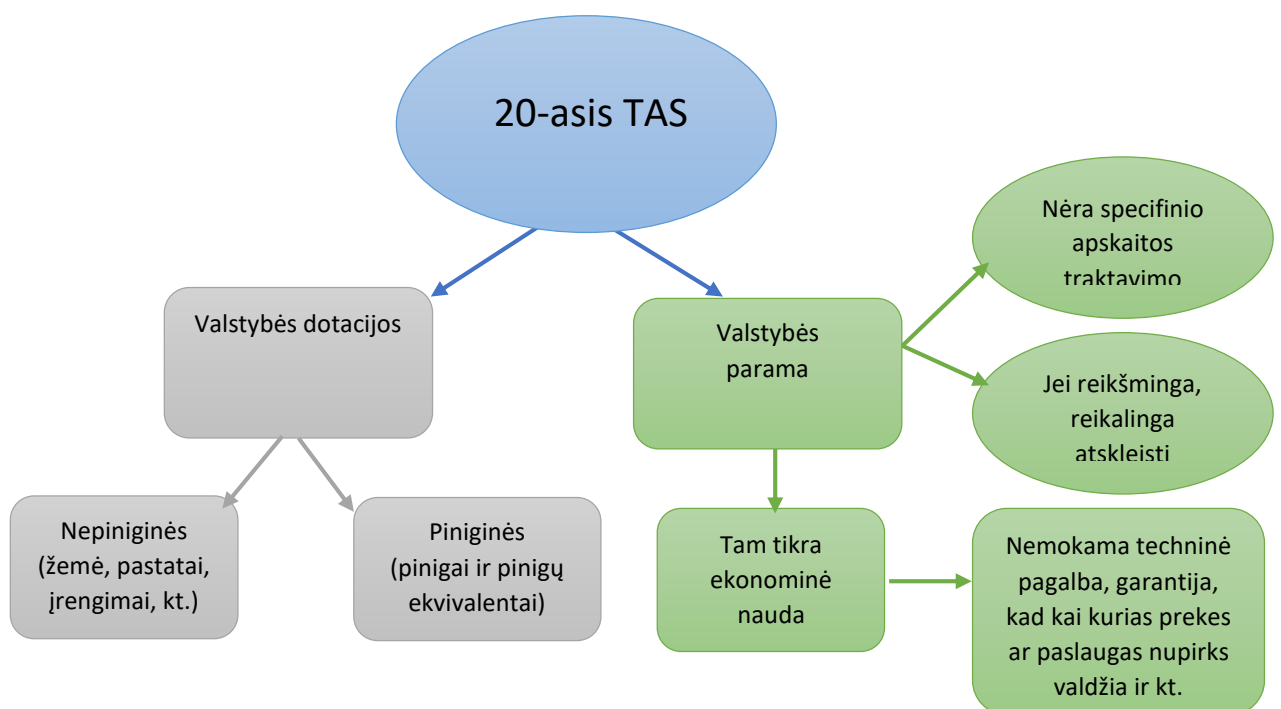 20-asis TAS
Nėra specifinio
apskaitos
traktavimo
Valstybės dotacijos
Valstybės
parama
Jei reikšminga,
reikalinga
atskleisti
Nepiniginės
(žemė, pastatai,
įrengimai, kt.)
Piniginės
(pinigai ir pinigų
ekvivalentai)
Tam tikra
ekonominė
nauda
Nemokama techninė
pagalba, garantija,
kad kai kurias prekes
ar paslaugas nupirks
valdžia ir kt.